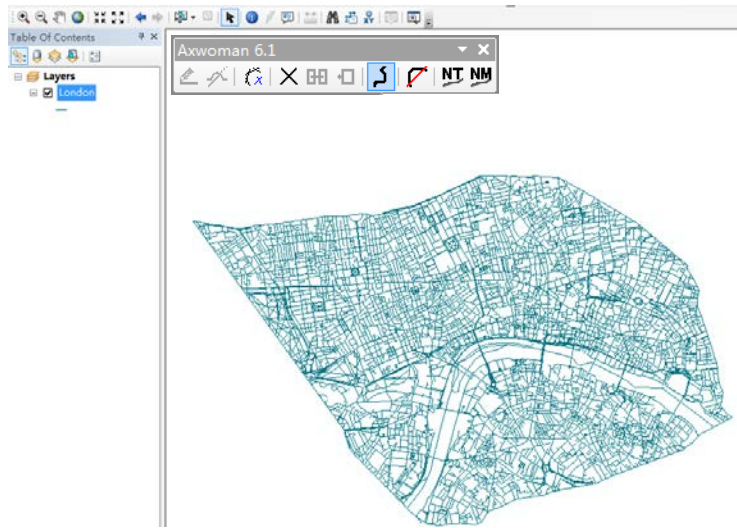 Table Of Contents
Layers
London
Axwoman 6.1
x
NT NM